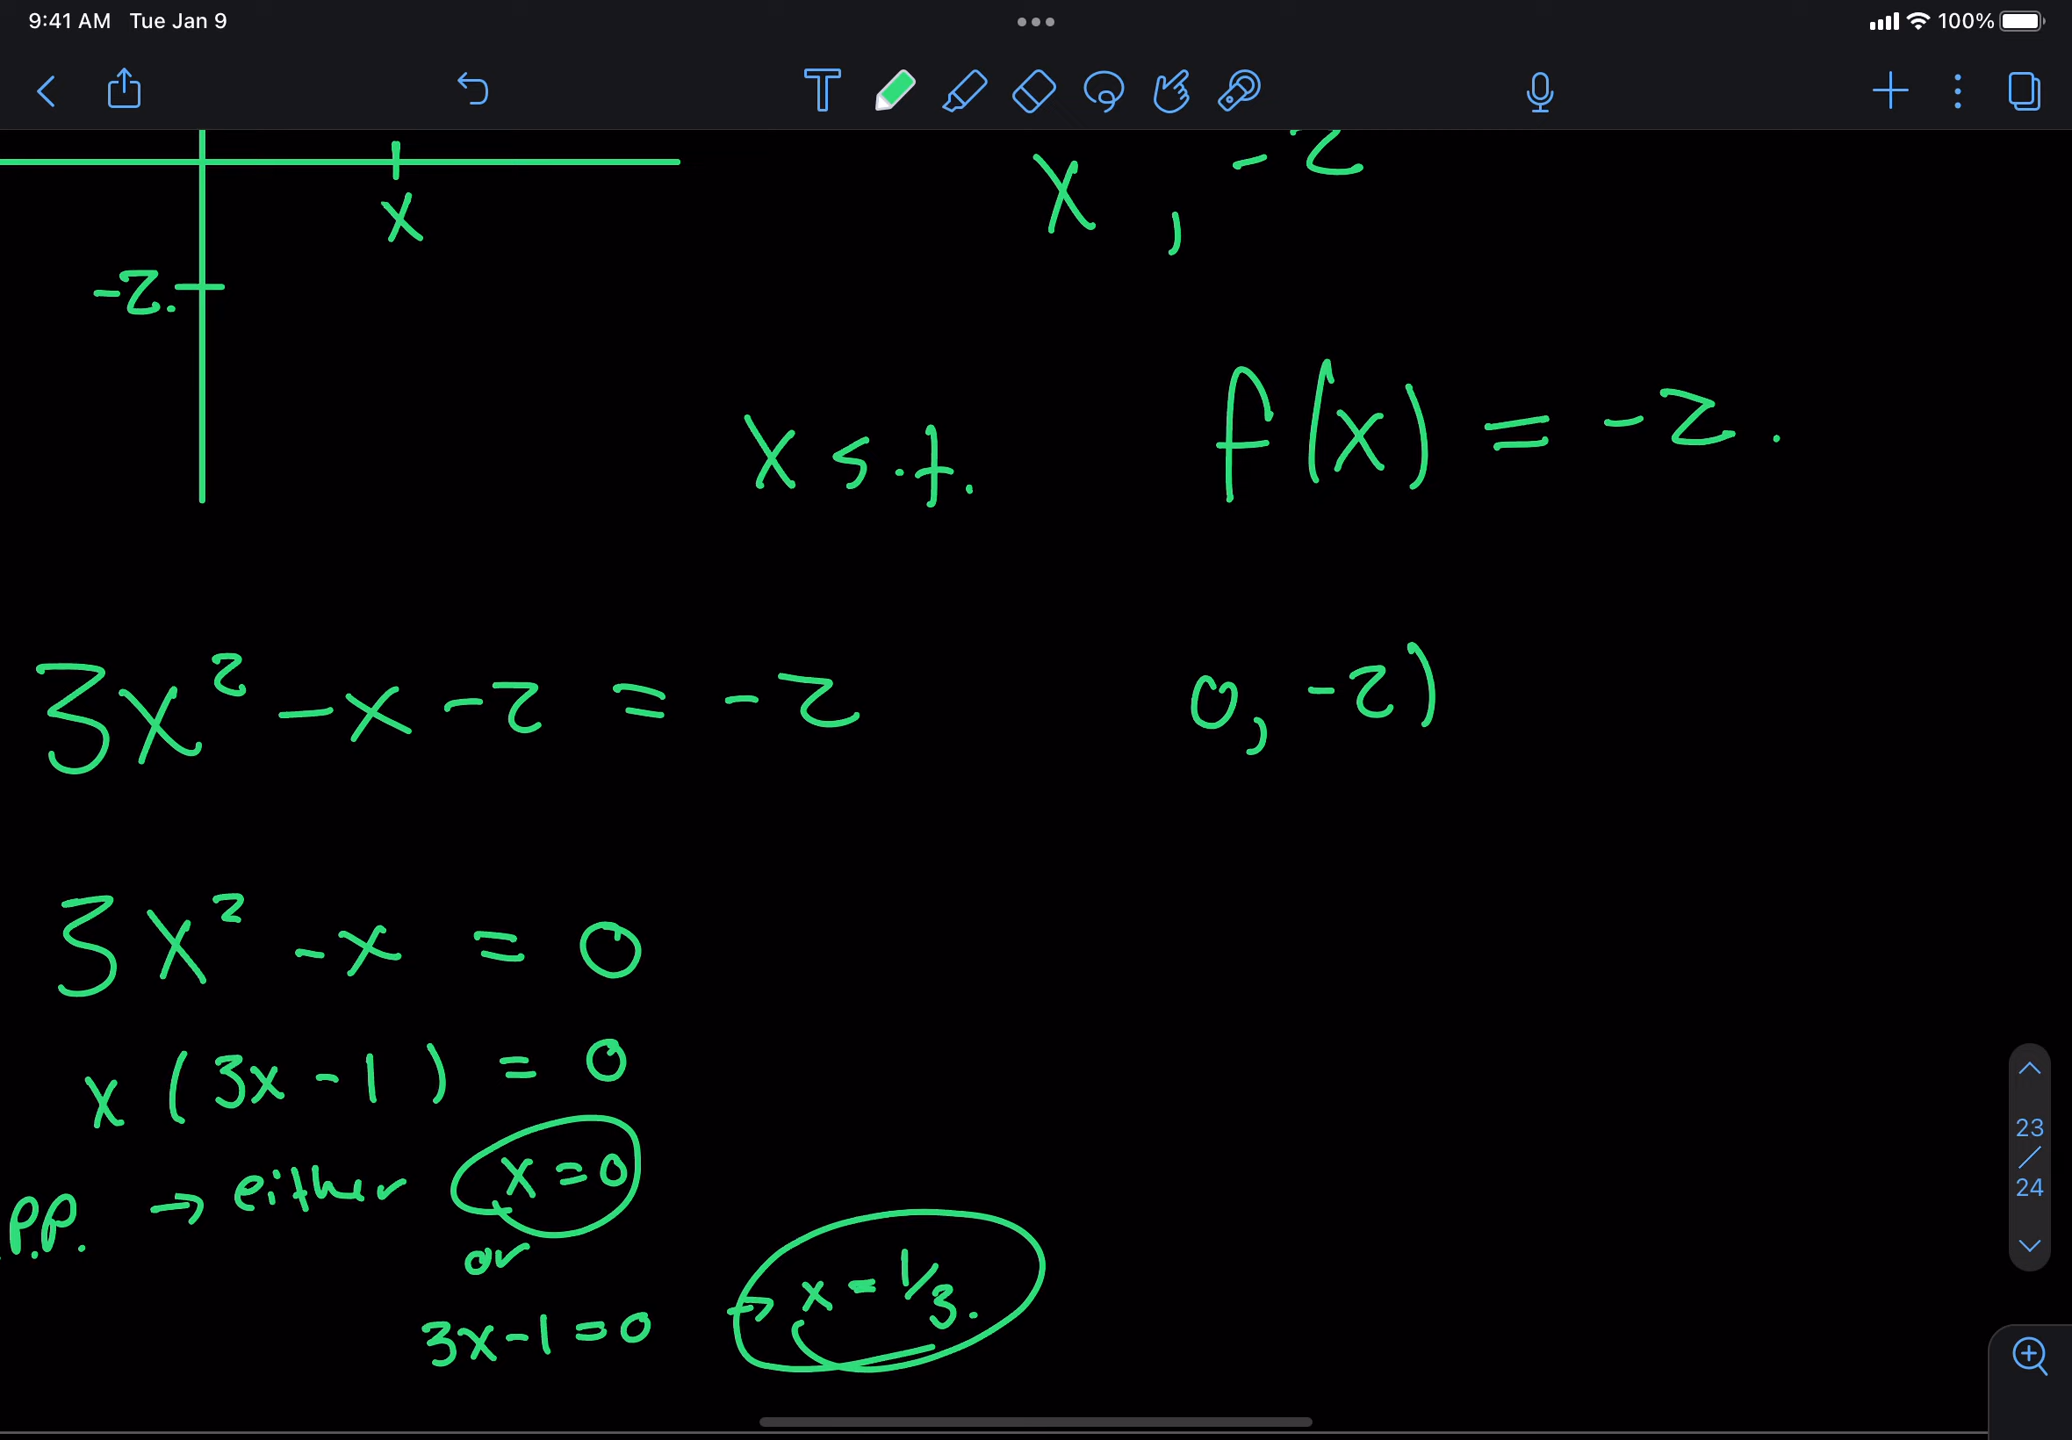 9:41 AM Tue Jan 9
100%
x , -2
x
-2.
x s.t. f(x) = -2.
3x² - x - 2 = -2
0, -2)
3x² - x = 0
x (3x - 1) = 0
.p.p. → either x = 0
or
3x - 1 = 0 → x = 1/3.
23
/
24